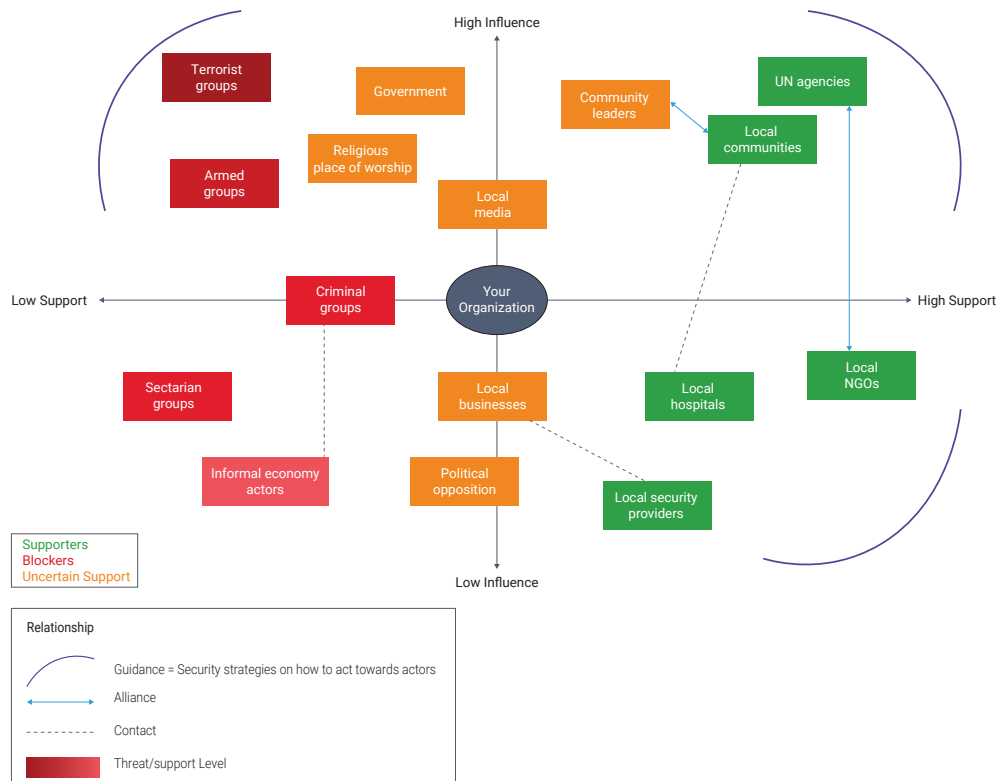 High Influence
Terrorist
groups
Government
Community
leaders
UN agencies
Local
communities
Religious
place of worship
Armed
groups
Local
media
Low Support
Criminal
groups
Your
Organization
High Support
Sectarian
groups
Local
businesses
Local
hospitals
Local
NGOs
Informal economy
actors
Political
opposition
Local security
providers
Supporters
Blockers
Uncertain Support
Low Influence
Relationship
Guidance = Security strategies on how to act towards actors
Alliance
Contact
Threat/support Level